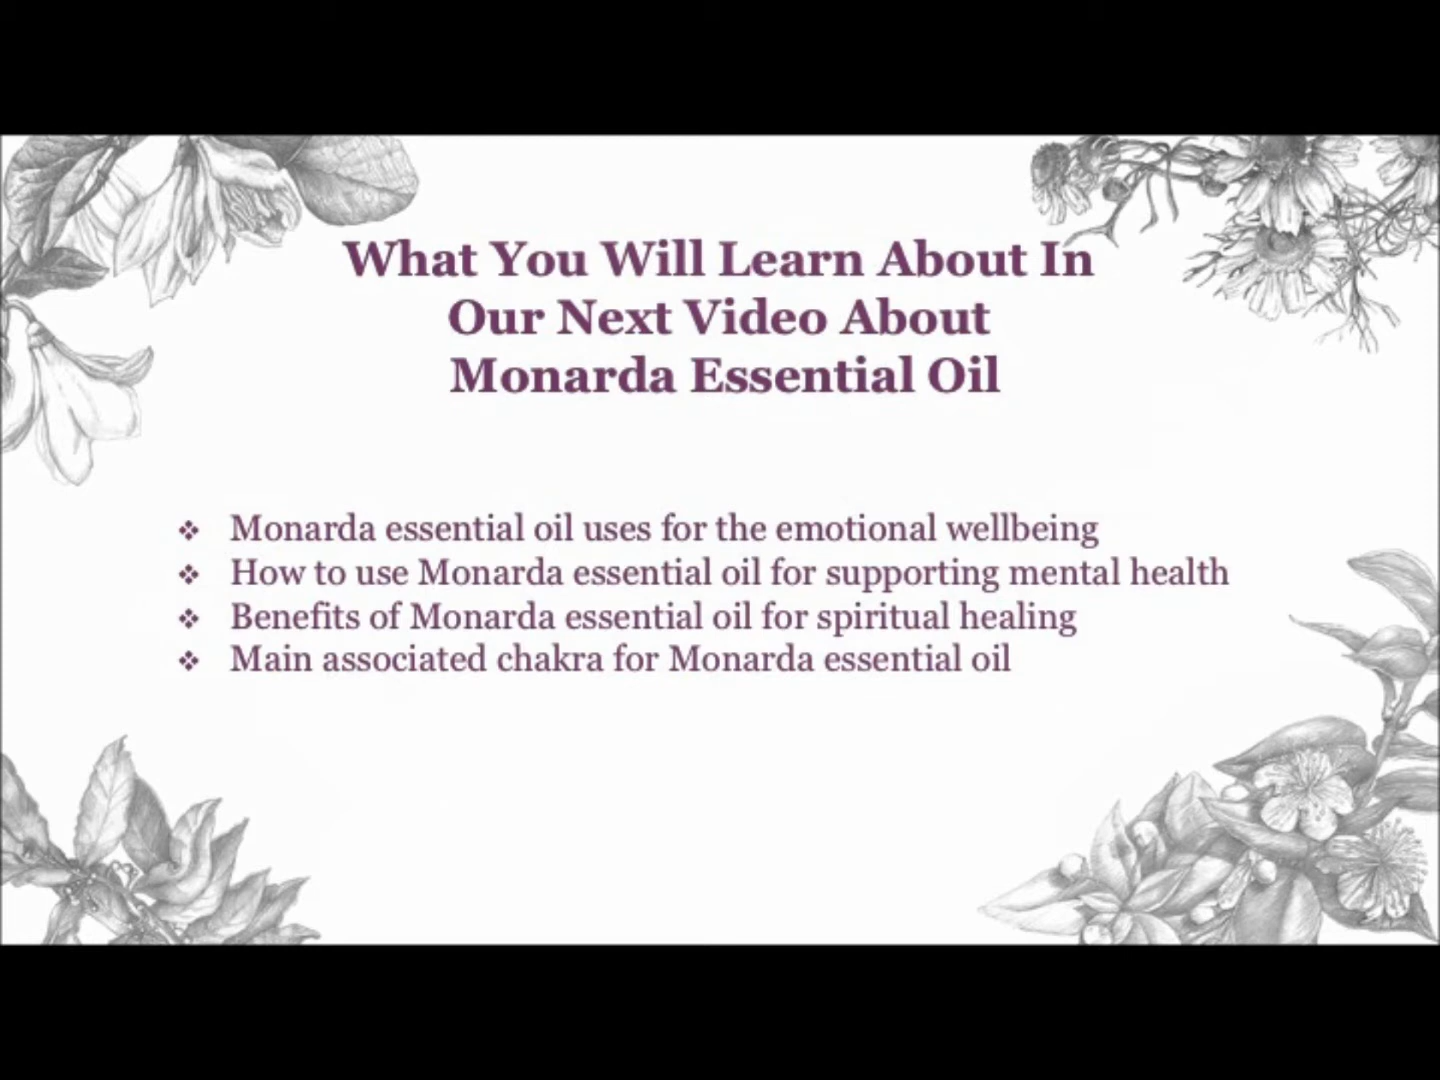 What You Will Learn About In
Our Next Video About
Monarda Essential Oil
❖ Monarda essential oil uses for the emotional wellbeing
❖ How to use Monarda essential oil for supporting mental health
❖ Benefits of Monarda essential oil for spiritual healing
❖ Main associated chakra for Monarda essential oil